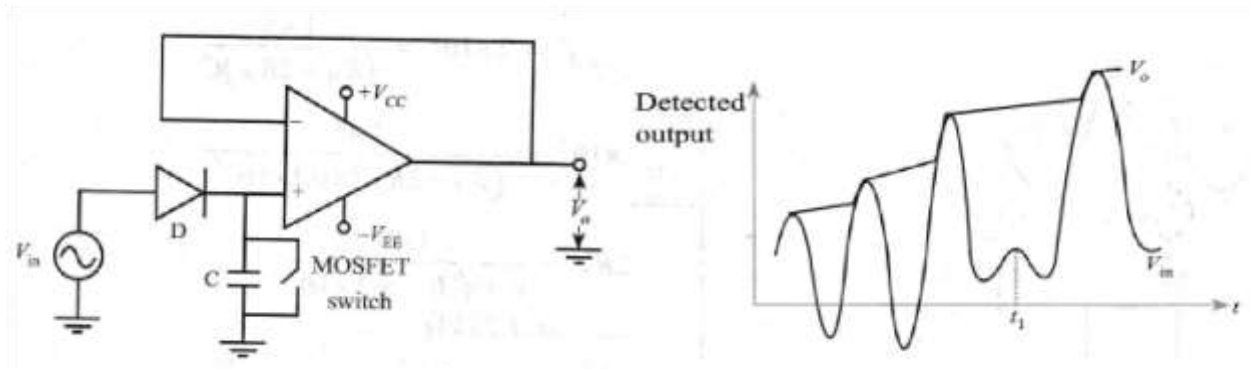 +V_CC
−
+
D
V_in
−V_EE
C
MOSFET
switch
V_o
Detected
output
V_o
V_in
t_1
t